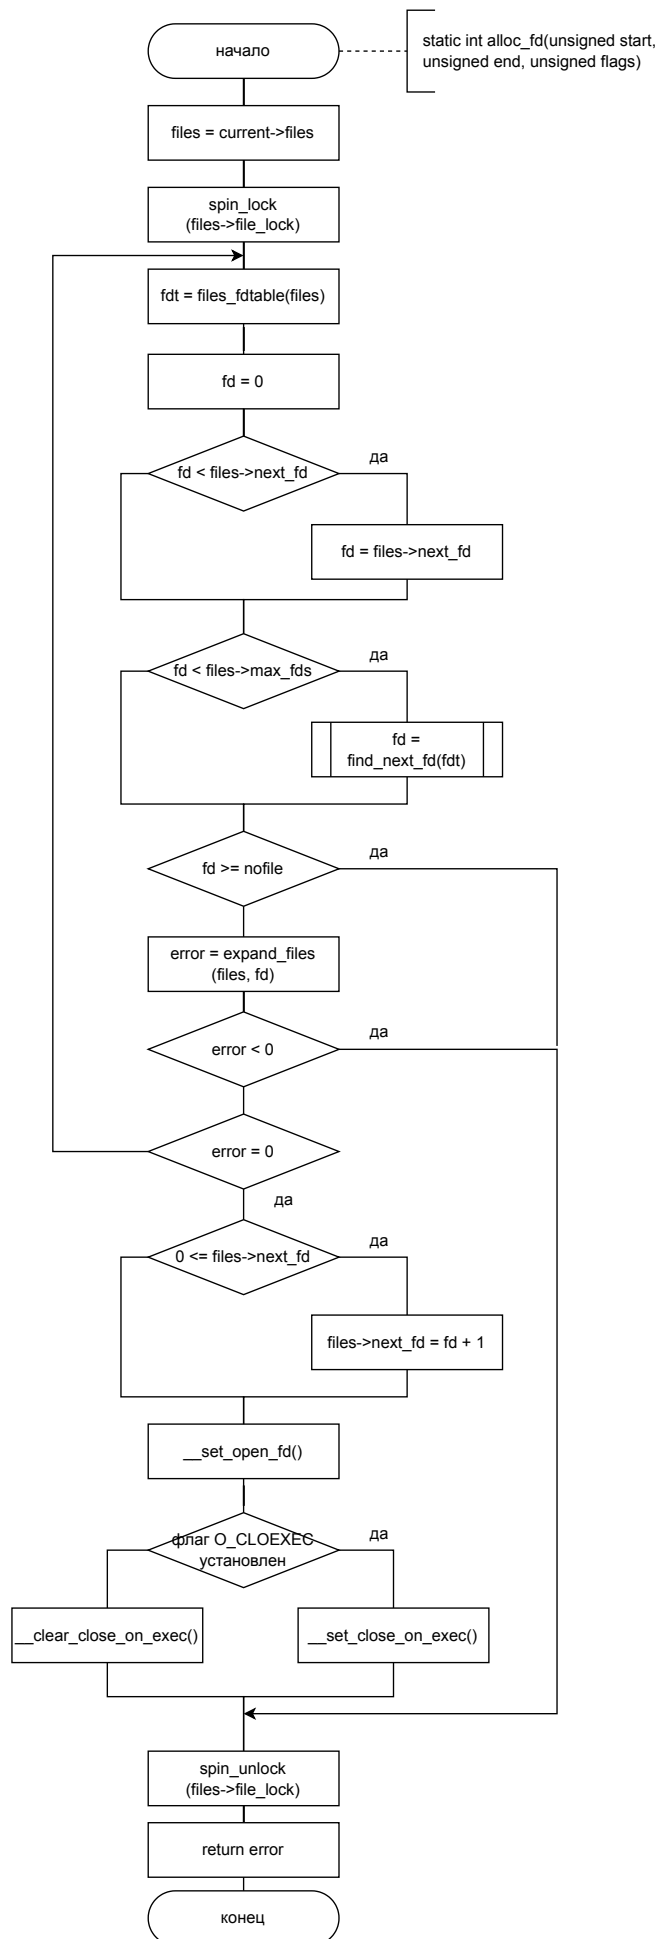 начало
static int alloc_fd(unsigned start,
unsigned end, unsigned flags)
files = current->files
spin_lock
(files->file_lock)
fdt = files_fdtable(files)
fd = 0
fd < files->next_fd
да
fd = files->next_fd
fd < files->max_fds
да
fd =
find_next_fd(fdt)
fd >= nofile
да
error = expand_files
(files, fd)
error < 0
да
error = 0
да
0 <= files->next_fd
да
files->next_fd = fd + 1
__set_open_fd()
флаг O_CLOEXEC
установлен
да
__clear_close_on_exec()
__set_close_on_exec()
spin_unlock
(files->file_lock)
return error
конец